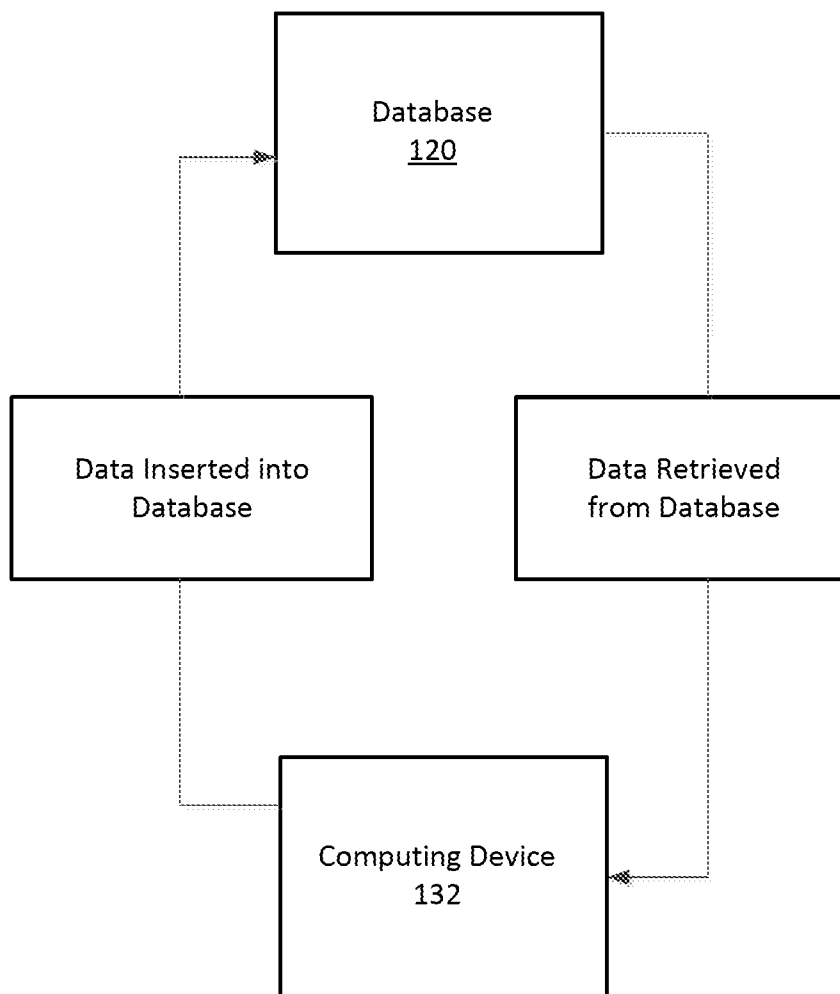 Database
120
Data Inserted into
Database
Data Retrieved
from Database
Computing Device
132